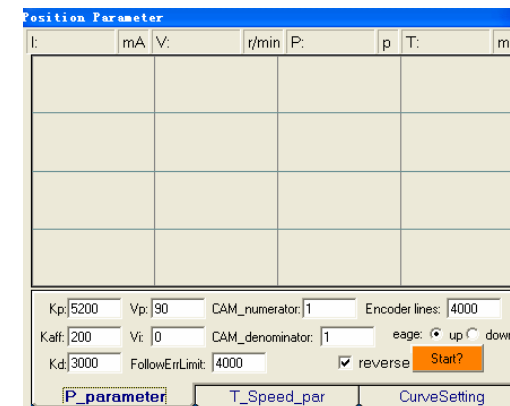 Position Parameter
I: mA V: r/min P: p T: m
Kp: 5200 Vp: 90 CAM_numerator: 1 Encoder lines: 4000
Kaff: 200 Vi: 0 CAM_denominator: 1 eage: up down
Kd: 3000 FollowErrLimit: 4000 reverse Start?
P_parameter T_Speed_par CurveSetting